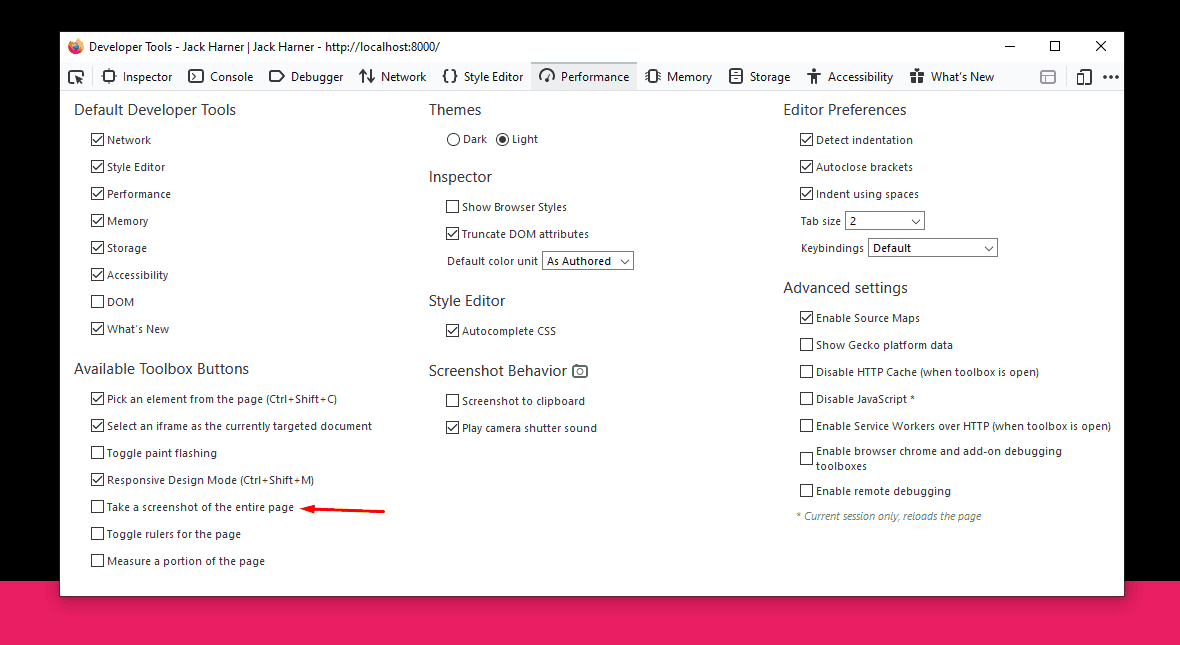 Developer Tools - Jack Harner | Jack Harner - http://localhost:8000/
Inspector Console Debugger Network Style Editor Performance Memory Storage Accessibility What's New
Default Developer Tools
Network
Style Editor
Performance
Memory
Storage
Accessibility
DOM
What's New
Available Toolbox Buttons
Pick an element from the page (Ctrl+Shift+C)
Select an iframe as the currently targeted document
Toggle paint flashing
Responsive Design Mode (Ctrl+Shift+M)
Take a screenshot of the entire page
Toggle rulers for the page
Measure a portion of the page
Themes
Dark Light
Inspector
Show Browser Styles
Truncate DOM attributes
Default color unit As Authored
Style Editor
Autocomplete CSS
Screenshot Behavior
Screenshot to clipboard
Play camera shutter sound
Editor Preferences
Detect indentation
Autoclose brackets
Indent using spaces
Tab size 2
Keybindings Default
Advanced settings
Enable Source Maps
Show Gecko platform data
Disable HTTP Cache (when toolbox is open)
Disable JavaScript *
Enable Service Workers over HTTP (when toolbox is open)
Enable browser chrome and add-on debugging
toolboxes
Enable remote debugging
* Current session only, reloads the page